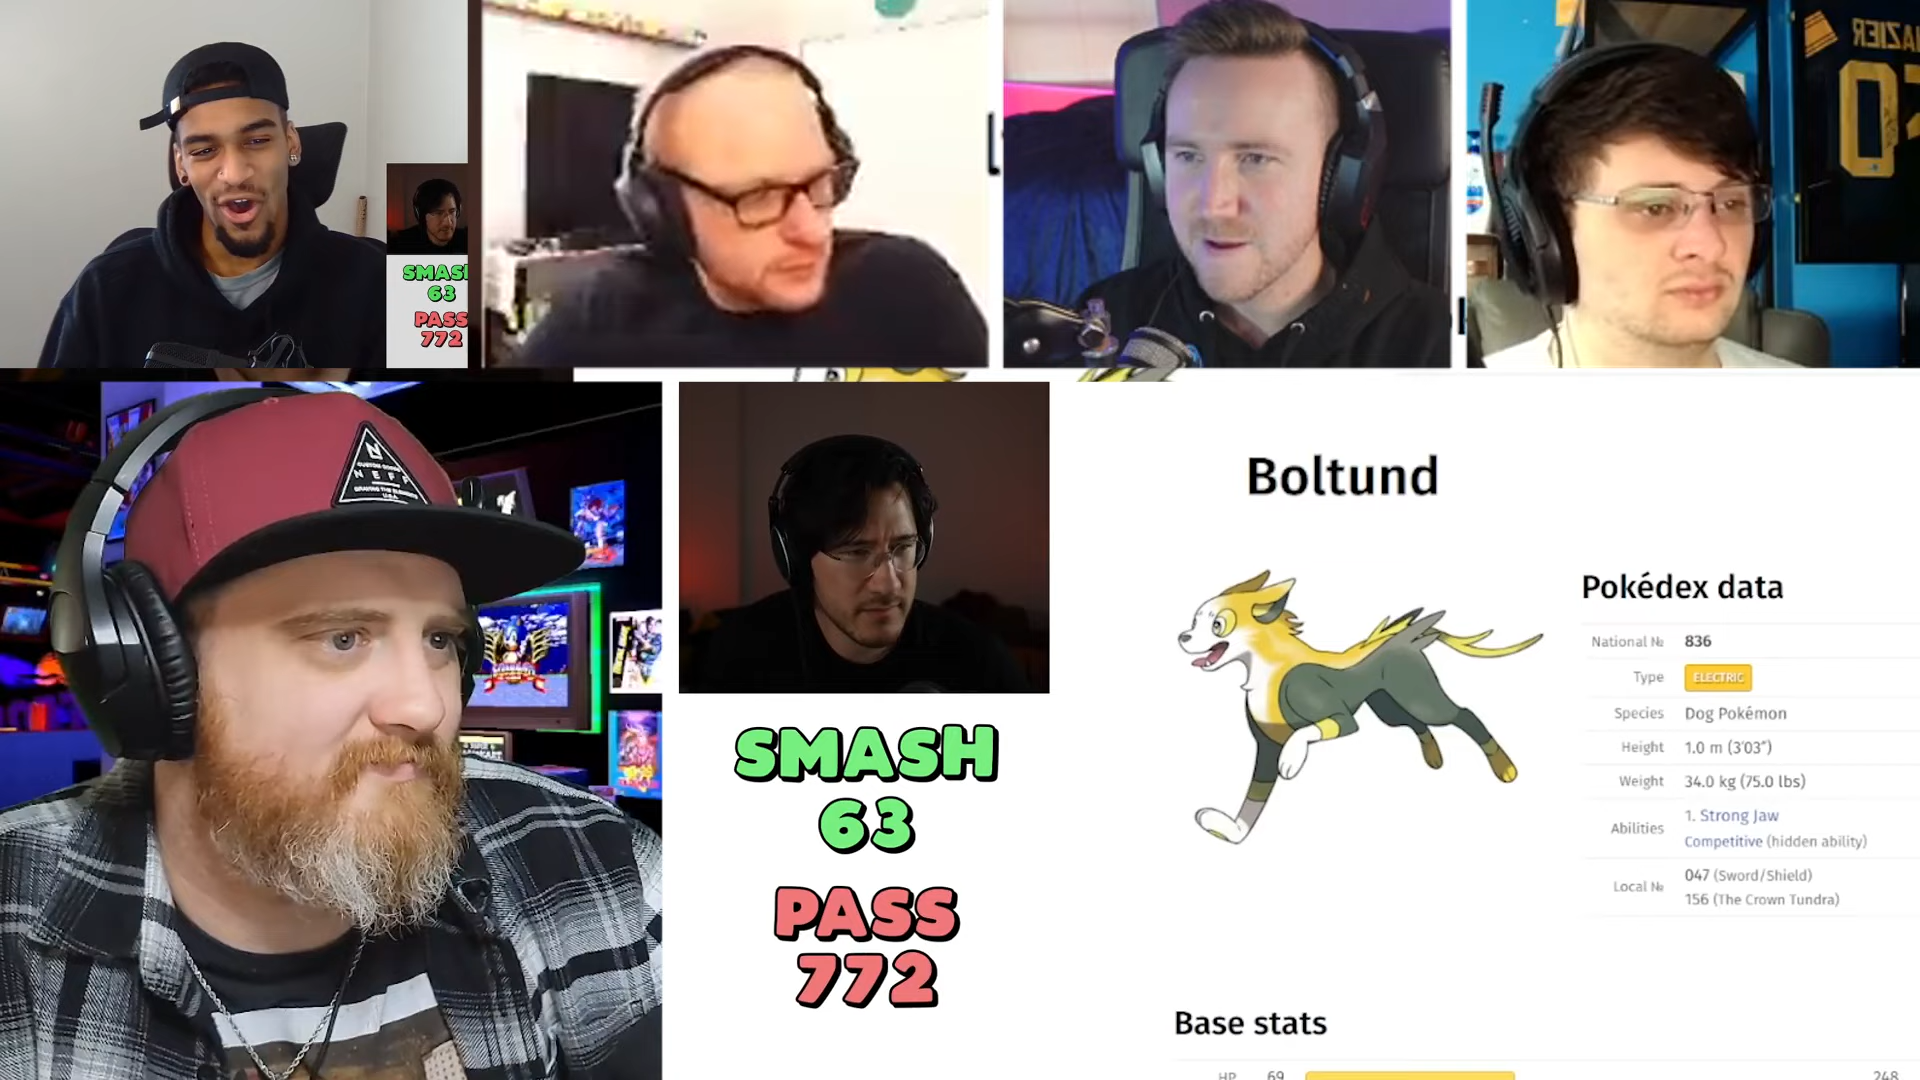 SMASH
63
PASS
772
NEFF
Boltund
Pokédex data
National № 836
Type ELECTRIC
Species Dog Pokémon
Height 1.0 m (3′03″)
Weight 34.0 kg (75.0 lbs)
Abilities 1. Strong Jaw
Competitive (hidden ability)
Local № 047 (Sword/Shield)
156 (The Crown Tundra)
SMASH
63
PASS
772
Base stats
HP 69 248